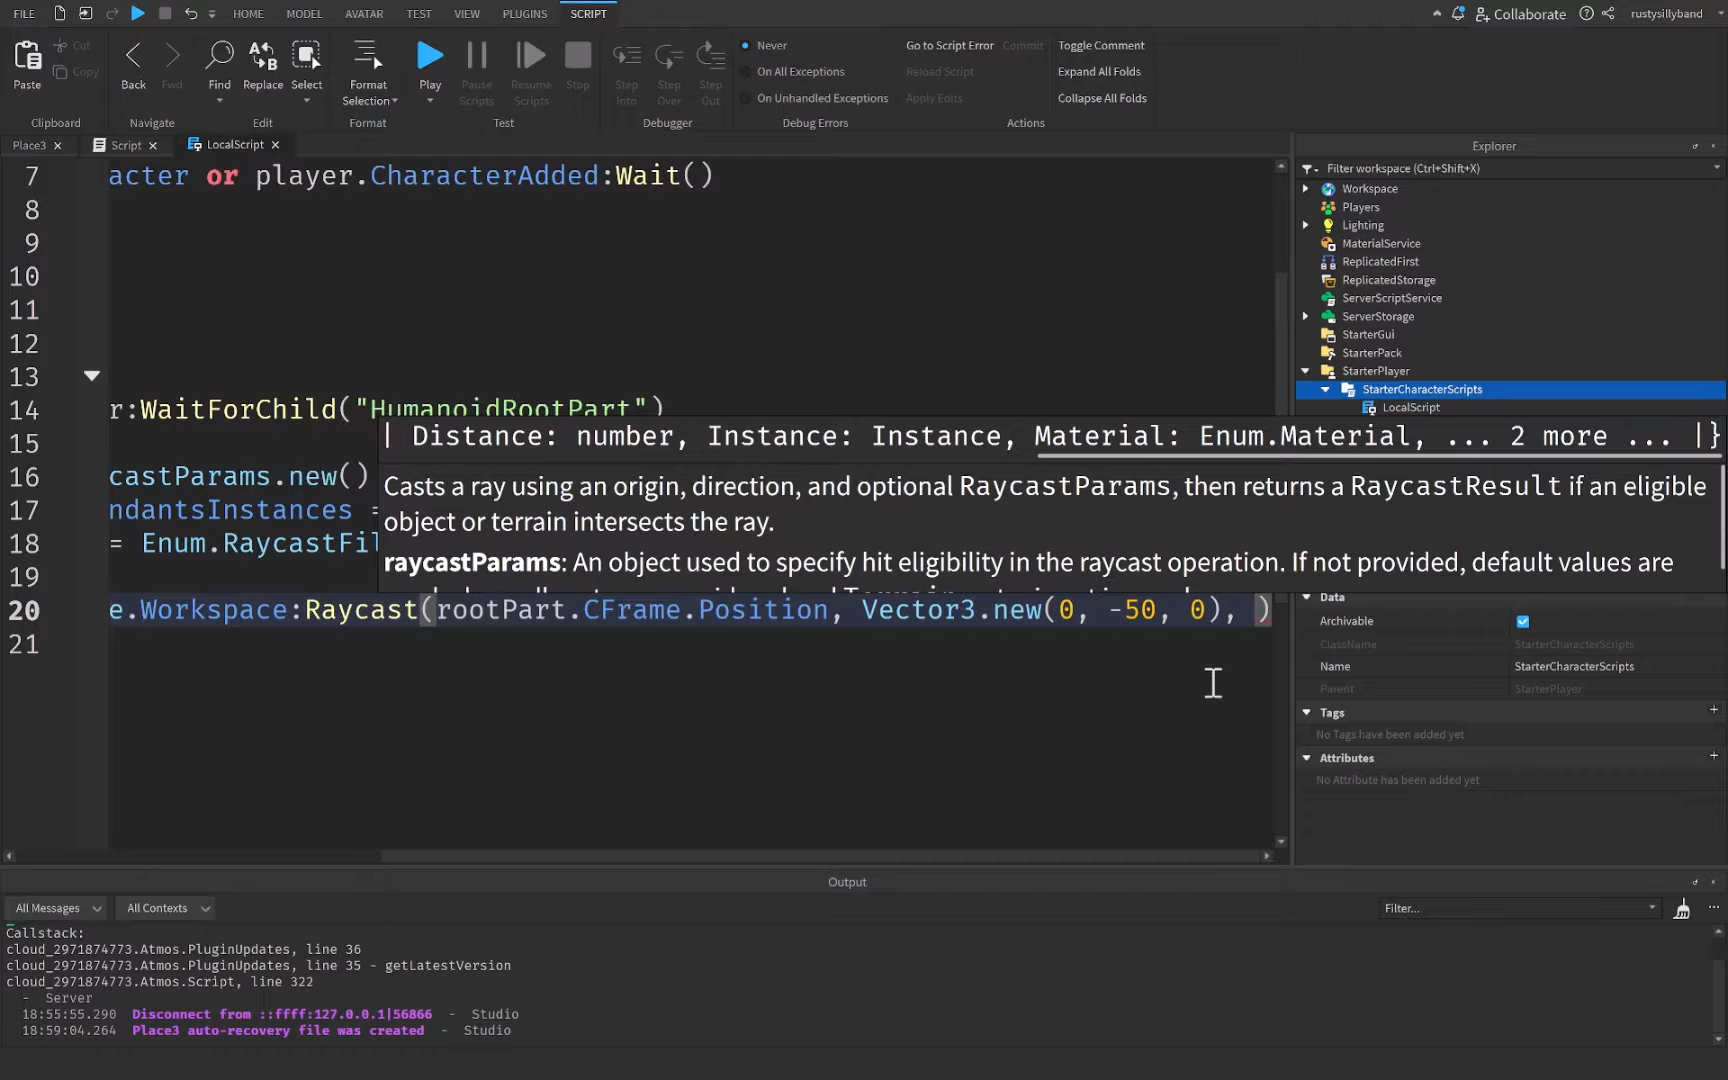 FILE HOME MODEL AVATAR TEST VIEW PLUGINS SCRIPT Collaborate rustysillyband
Paste Cut Copy Back Fwd Find Replace Select Format Selection Play Pause Scripts Resume Scripts Stop Step Into Step Over Step Out
Never Go to Script Error Commit Toggle Comment
On All Exceptions Reload Script Expand All Folds
On Unhandled Exceptions Apply Edits Collapse All Folds
Clipboard Navigate Edit Format Test Debugger Debug Errors Actions
Place3 Script LocalScript
7 acter or player.CharacterAdded:Wait()
8
9
10
11
12
13
14 r:WaitForChild("HumanoidRootPart")
15
16 castParams.new()
17 ndantsInstances =
18 = Enum.RaycastFil
19
20 e.Workspace:Raycast(rootPart.CFrame.Position, Vector3.new(0, -50, 0), )
21
| Distance: number, Instance: Instance, Material: Enum.Material, ... 2 more ... |}
Casts a ray using an origin, direction, and optional RaycastParams, then returns a RaycastResult if an eligible
object or terrain intersects the ray.
raycastParams: An object used to specify hit eligibility in the raycast operation. If not provided, default values are
Explorer
Filter workspace (Ctrl+Shift+X)
Workspace
Players
Lighting
MaterialService
ReplicatedFirst
ReplicatedStorage
ServerScriptService
ServerStorage
StarterGui
StarterPack
StarterPlayer
StarterCharacterScripts
LocalScript
Data
Archivable
ClassName StarterCharacterScripts
Name StarterCharacterScripts
Parent StarterPlayer
Tags
No Tags have been added yet
Attributes
No Attribute has been added yet
Output
All Messages All Contexts Filter...
Callstack:
cloud_2971874773.Atmos.PluginUpdates, line 36
cloud_2971874773.Atmos.PluginUpdates, line 35 - getLatestVersion
cloud_2971874773.Atmos.Script, line 322
- Server
18:55:55.290 Disconnect from ::ffff:127.0.0.1|56866 - Studio
18:59:04.264 Place3 auto-recovery file was created - Studio